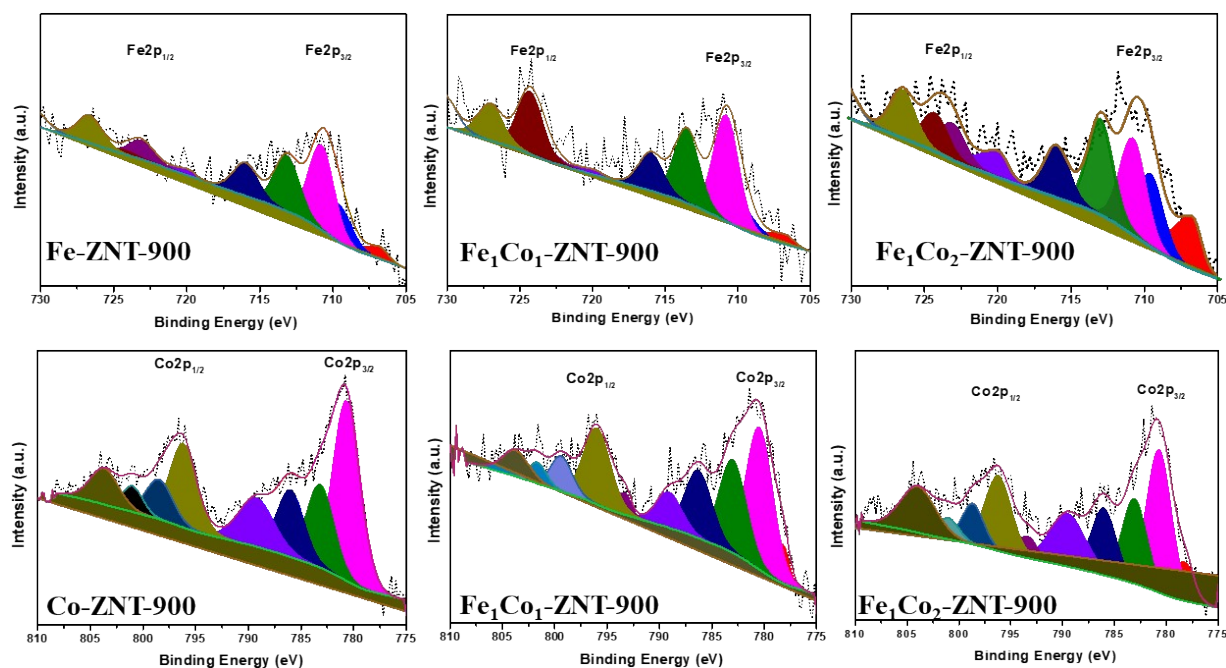 Fe2p1/2 Fe2p3/2
Intensity (a.u.)
Fe-ZNT-900
730 725 720 715 710 705
Binding Energy (eV)
Fe2p1/2 Fe2p3/2
Intensity (a.u.)
Fe1Co1-ZNT-900
730 725 720 715 710 705
Binding Energy (eV)
Fe2p1/2 Fe2p3/2
Intensity (a.u.)
Fe1Co2-ZNT-900
730 725 720 715 710 705
Binding Energy (eV)
Co2p1/2 Co2p3/2
Intensity (a.u.)
Co-ZNT-900
810 805 800 795 790 785 780 775
Binding Energy (eV)
Co2p1/2 Co2p3/2
Intensity (a.u.)
Fe1Co1-ZNT-900
810 805 800 795 790 785 780 775
Binding Energy (eV)
Co2p1/2 Co2p3/2
Intensity (a.u.)
Fe1Co2-ZNT-900
810 805 800 795 790 785 780 775
Binding Energy (eV)